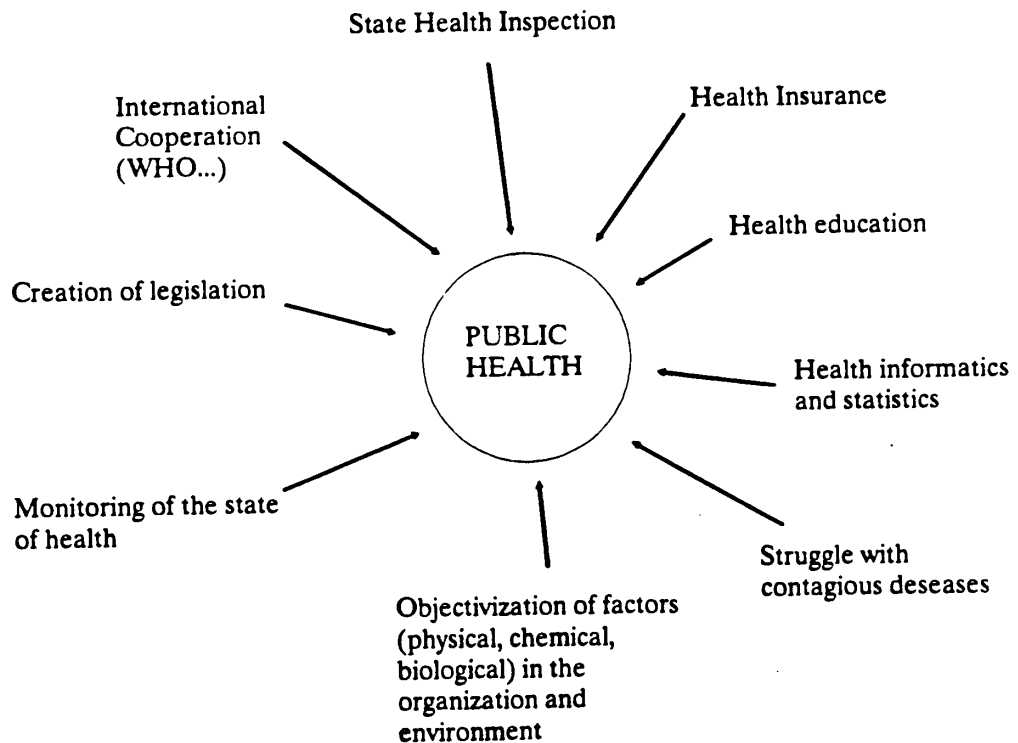 State Health Inspection
International
Cooperation
(WHO...)
Health Insurance
Health education
Creation of legislation
PUBLIC
HEALTH
Health informatics
and statistics
Monitoring of the state
of health
Struggle with
contagious deseases
Objectivization of factors
(physical, chemical,
biological) in the
organization and
environment